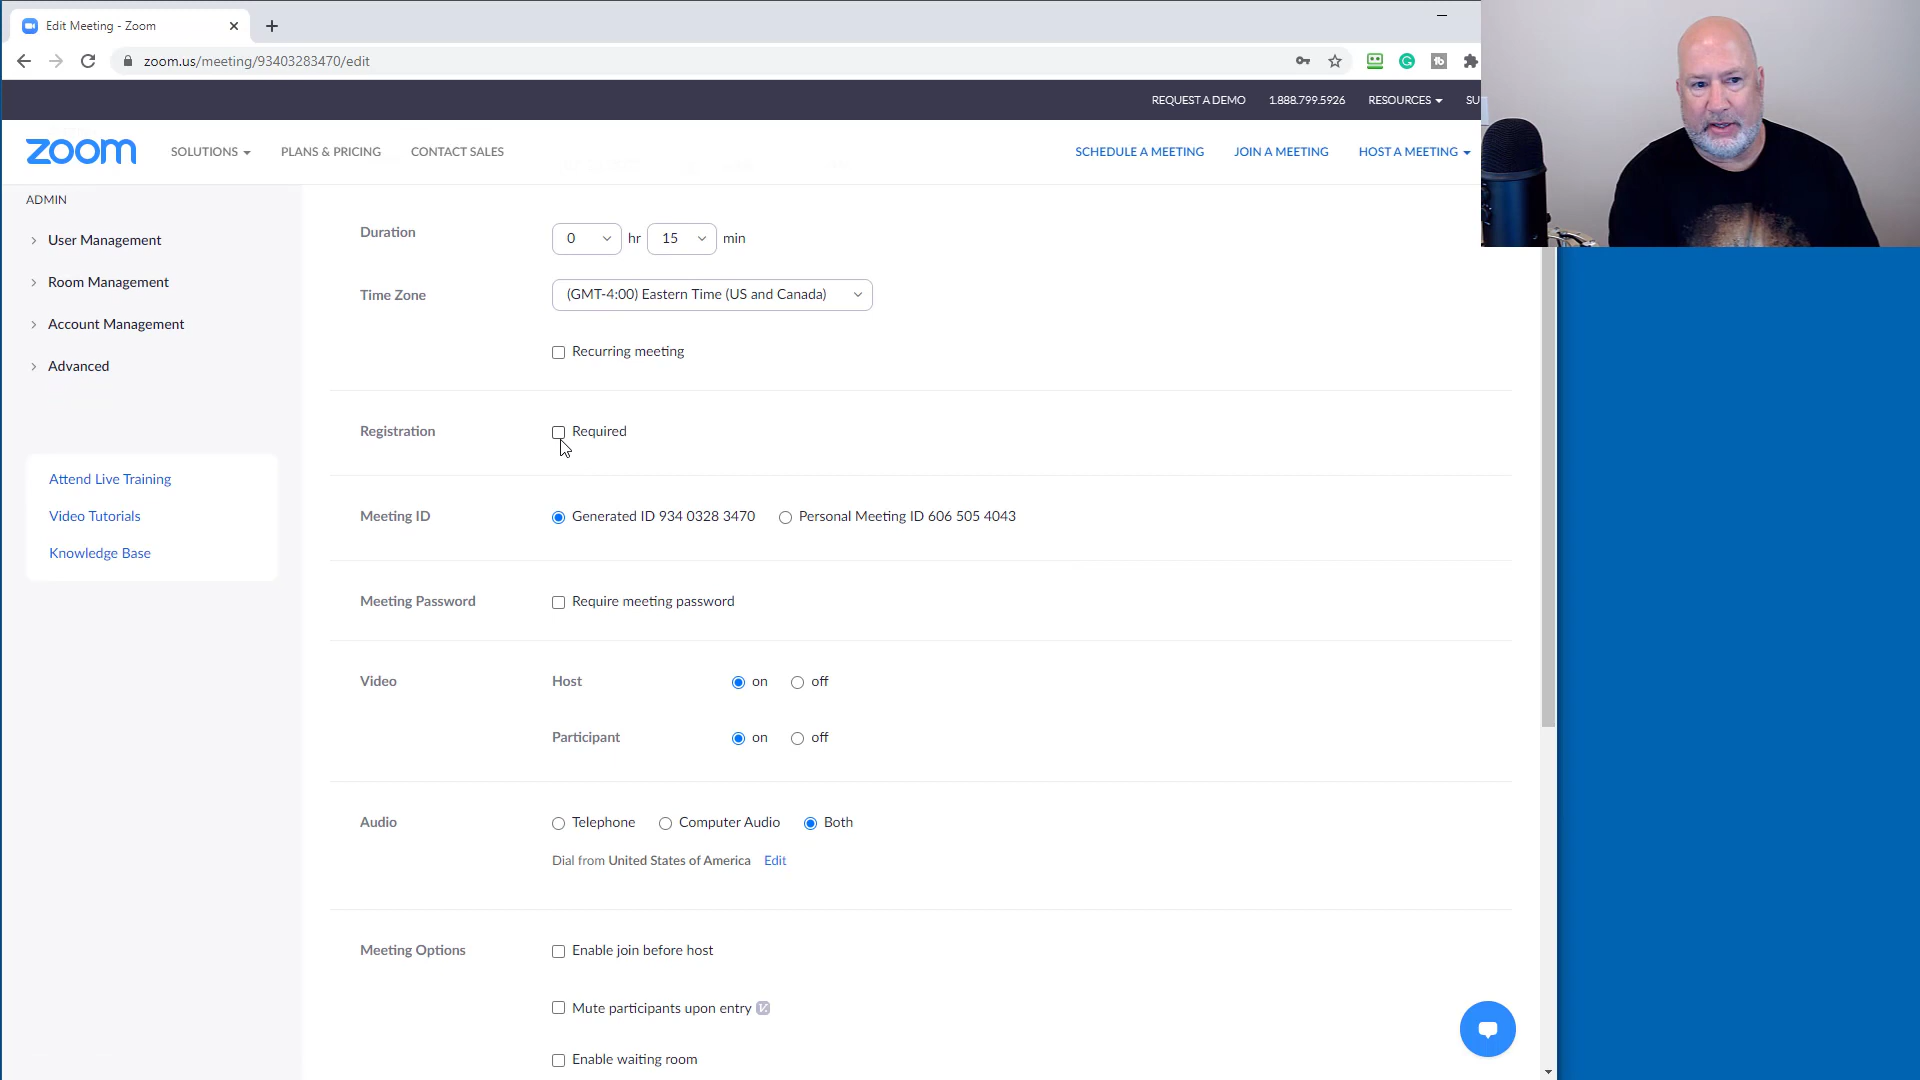 Edit Meeting - Zoom
zoom.us/meeting/93403283470/edit
REQUEST A DEMO 1.888.799.5926 RESOURCES SU
zoom SOLUTIONS PLANS & PRICING CONTACT SALES SCHEDULE A MEETING JOIN A MEETING HOST A MEETING
ADMIN
User Management
Room Management
Account Management
Advanced
Attend Live Training
Video Tutorials
Knowledge Base
Duration 0 hr 15 min
Time Zone (GMT-4:00) Eastern Time (US and Canada)
Recurring meeting
Registration Required
Meeting ID Generated ID 934 0328 3470 Personal Meeting ID 606 505 4043
Meeting Password Require meeting password
Video Host on off
Participant on off
Audio Telephone Computer Audio Both
Dial from United States of America Edit
Meeting Options Enable join before host
Mute participants upon entry
Enable waiting room